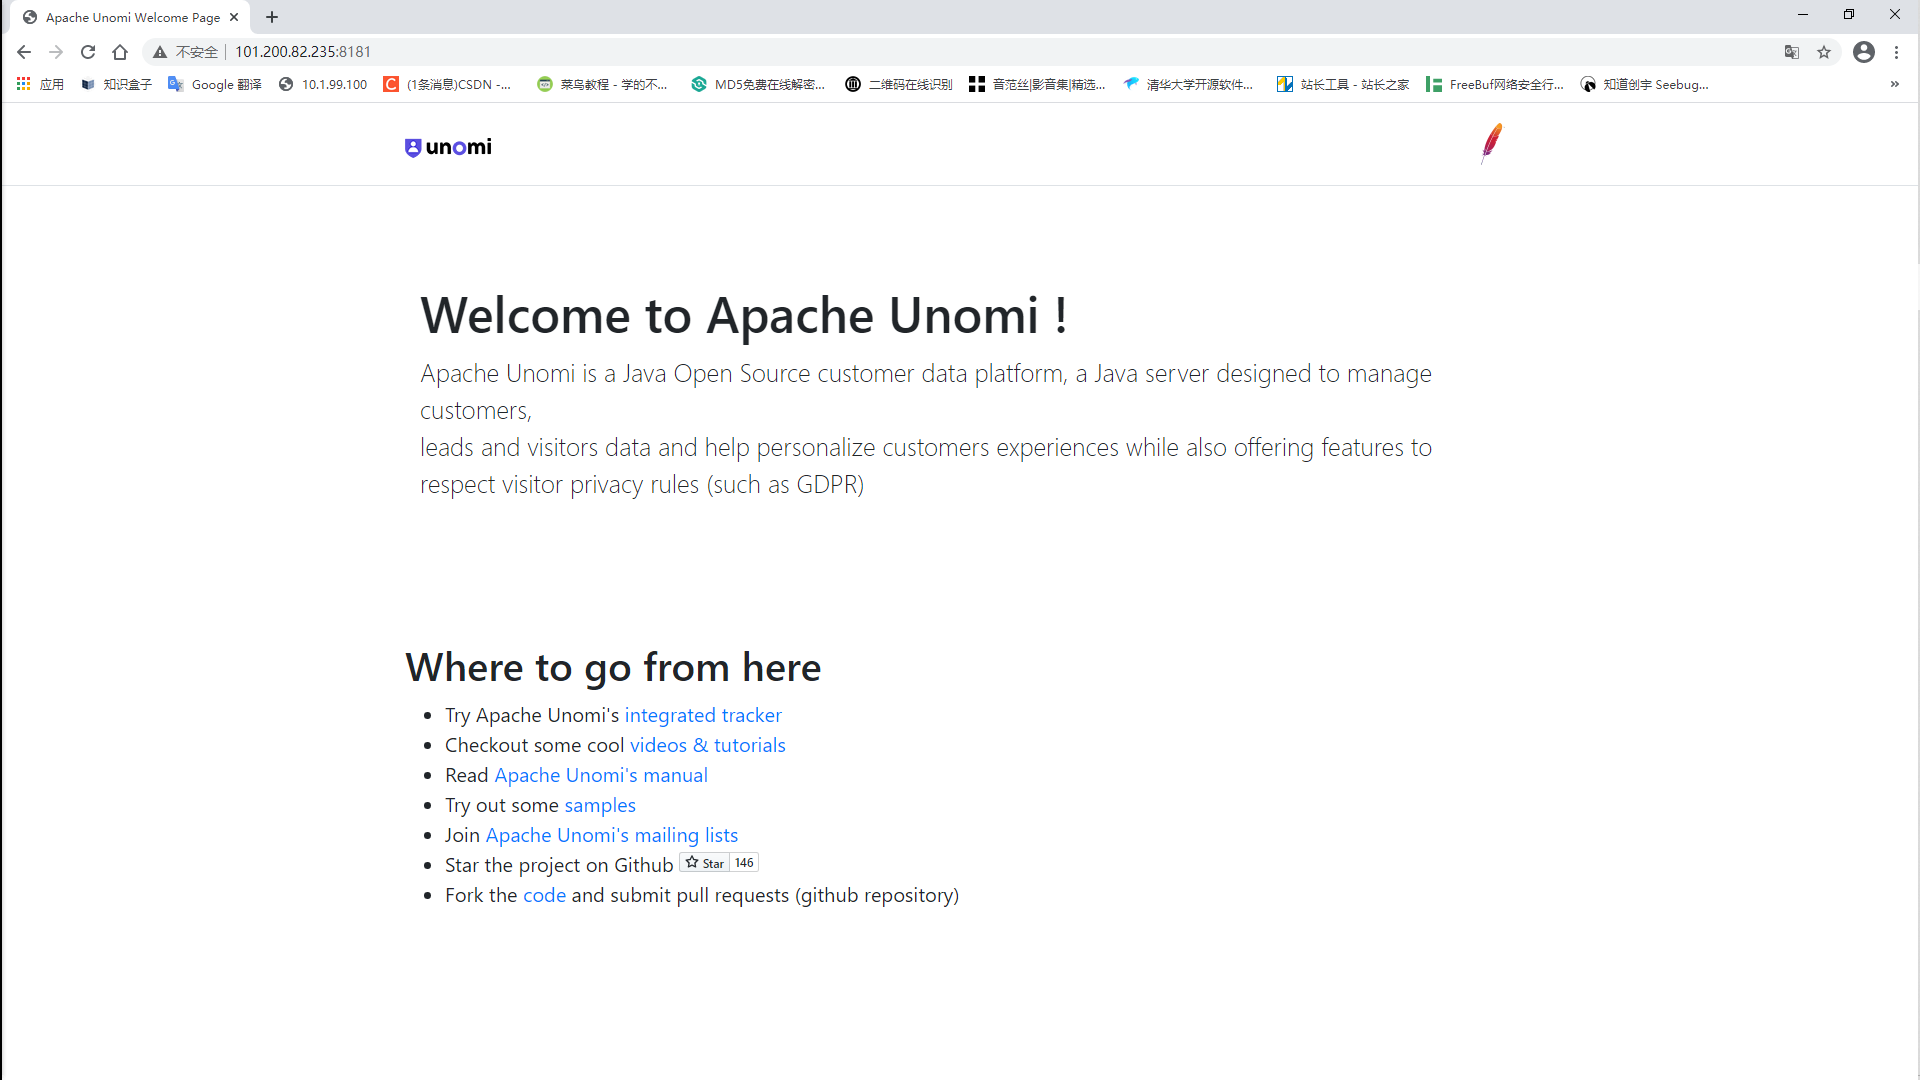 Apache Unomi Welcome Page
不安全 101.200.82.235:8181
应用 知识盒子 Google 翻译 10.1.99.100 (1条消息)CSDN -... 菜鸟教程 - 学的不... MD5免费在线解密... 二维码在线识别 音范丝|影音集|精选... 清华大学开源软件... 站长工具 - 站长之家 FreeBuf网络安全行... 知道创宇 Seebug... »
unomi
Welcome to Apache Unomi !
Apache Unomi is a Java Open Source customer data platform, a Java server designed to manage
customers,
leads and visitors data and help personalize customers experiences while also offering features to
respect visitor privacy rules (such as GDPR)
Where to go from here
• Try Apache Unomi's integrated tracker
• Checkout some cool videos & tutorials
• Read Apache Unomi's manual
• Try out some samples
• Join Apache Unomi's mailing lists
• Star the project on Github Star 146
• Fork the code and submit pull requests (github repository)